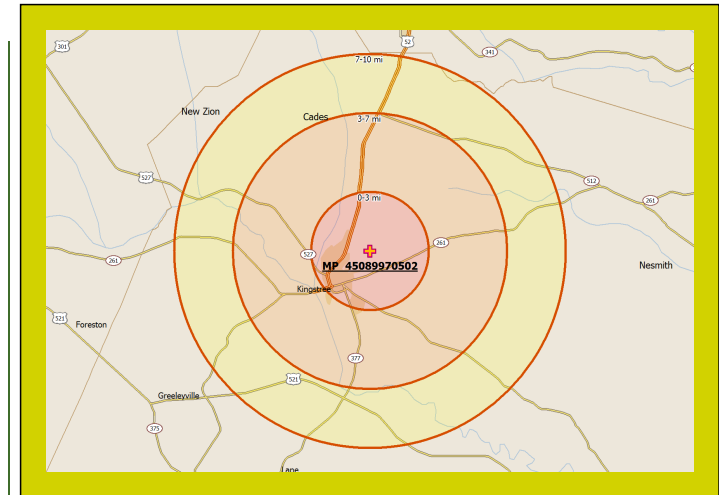 52
301
341
7-10 mi
New Zion
Cades
3-7 mi
527
512
0-3 mi
261
261
527
261
MP 45089970502
Nesmith
Kingstree
521
Foreston
377
521
Greeleyville
375
Lane